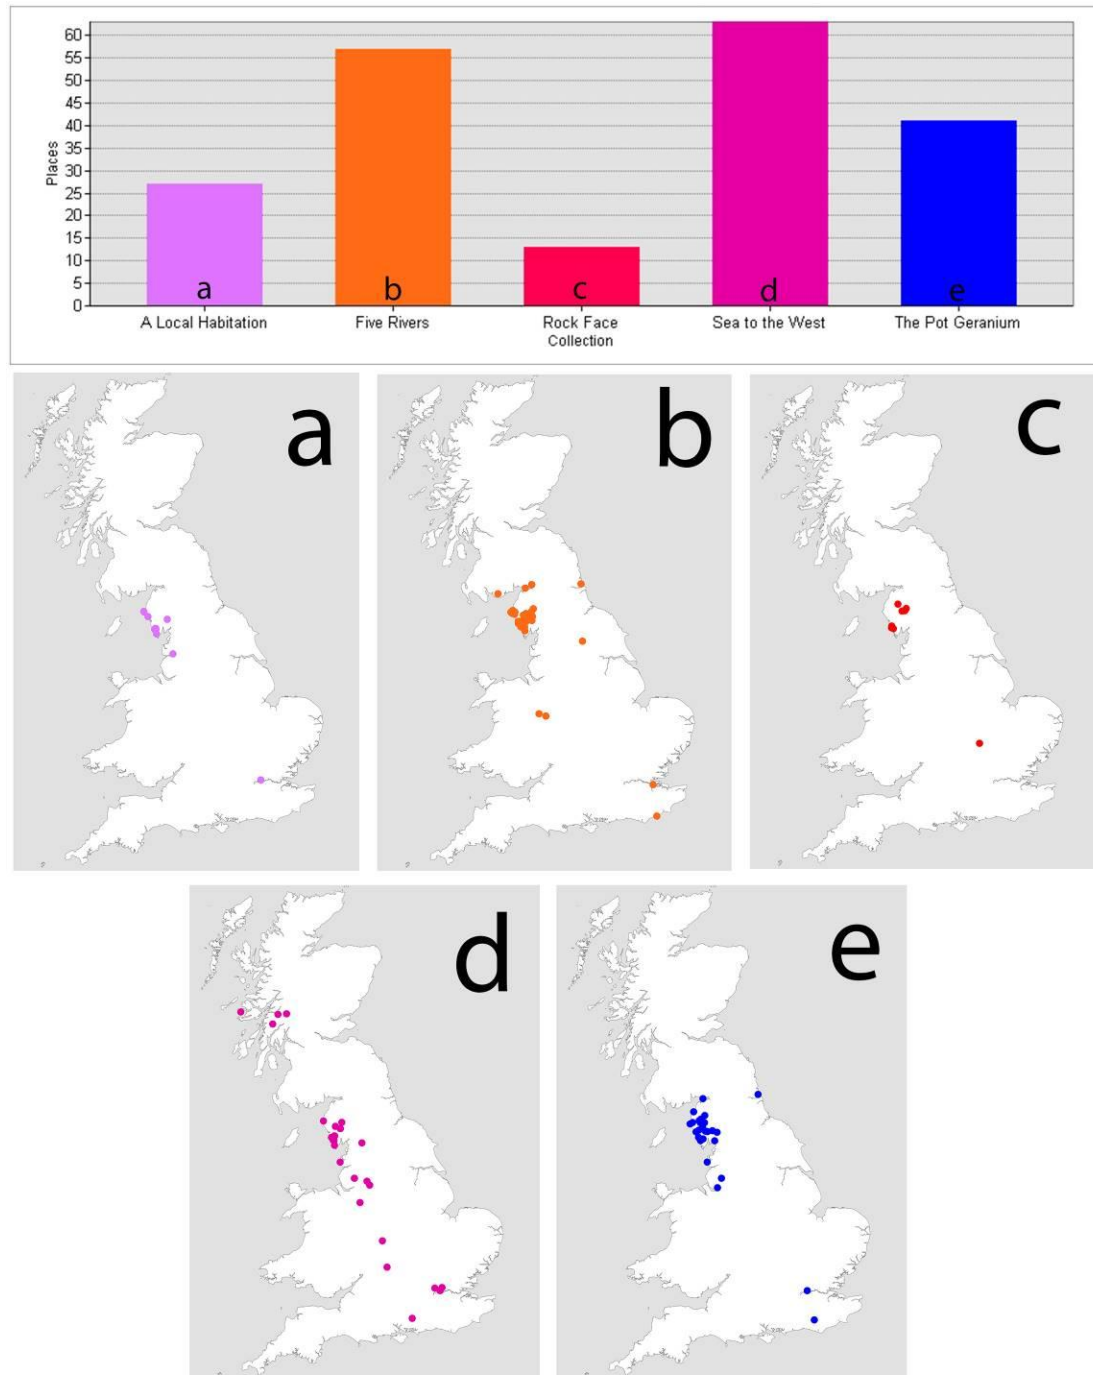 60
55
50
45
40
35
30
25
20
15
10
5
0
Places
a b c d e
A Local Habitation Five Rivers Rock Face Sea to the West The Pot Geranium
Collection
a b c
d e